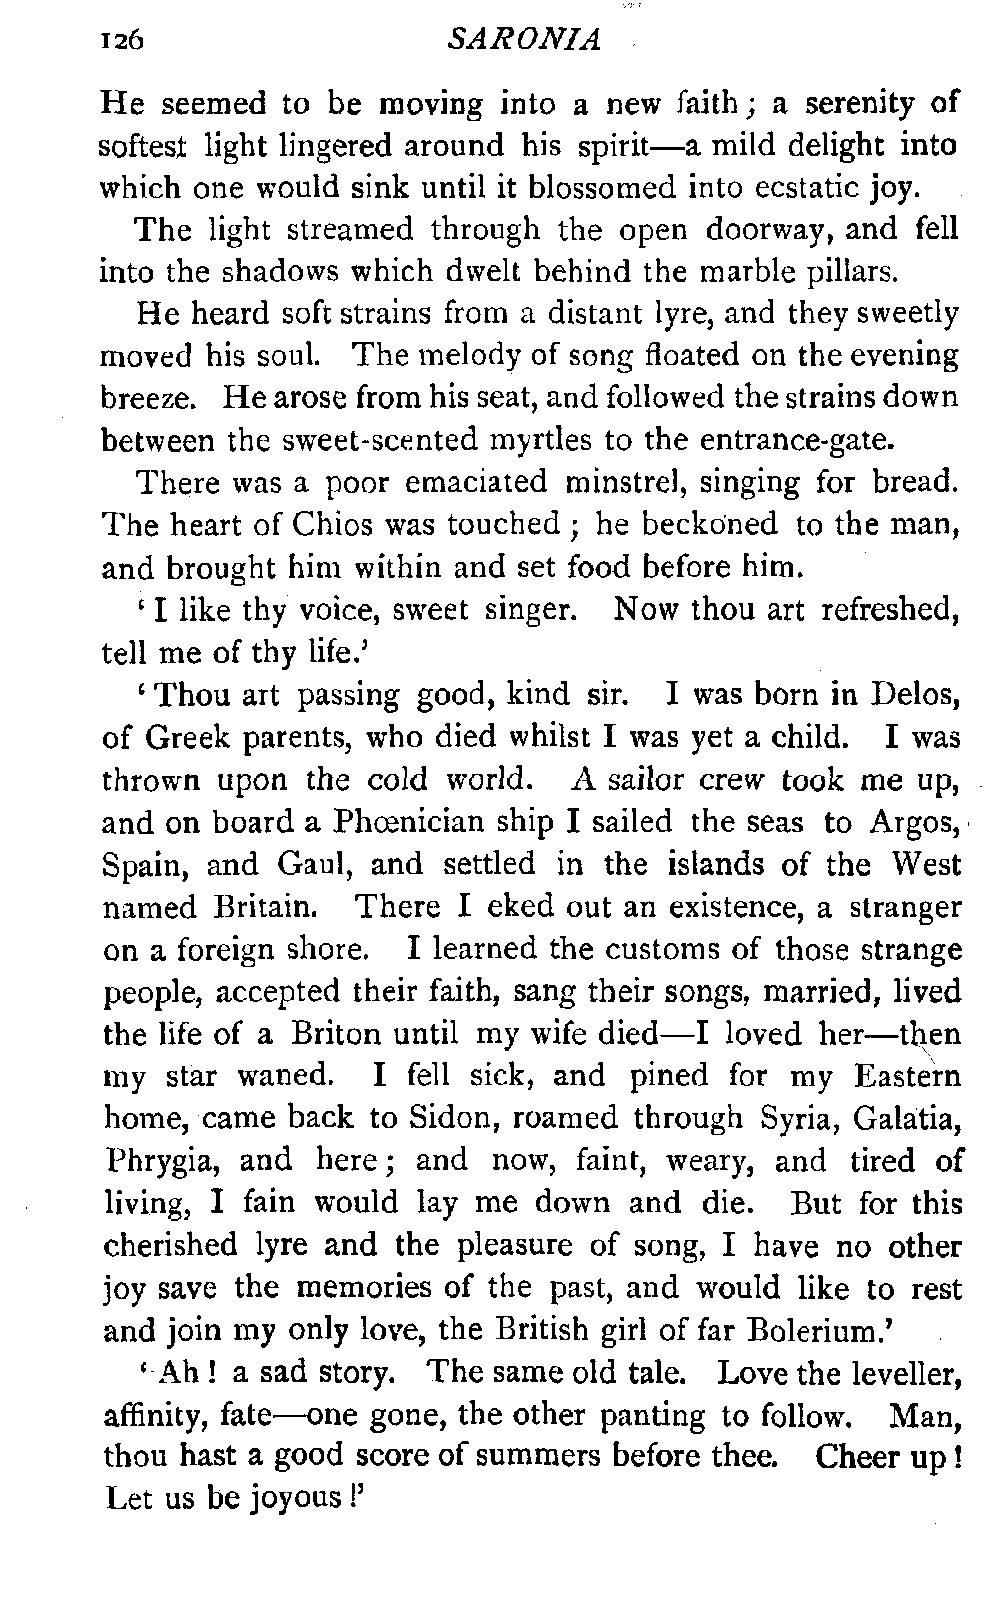 126 SARONIA
He seemed to be moving into a new faith; a serenity of
softest light lingered around his spirit—a mild delight into
which one would sink until it blossomed into ecstatic joy.
The light streamed through the open doorway, and fell
into the shadows which dwelt behind the marble pillars.
He heard soft strains from a distant lyre, and they sweetly
moved his soul. The melody of song floated on the evening
breeze. He arose from his seat, and followed the strains down
between the sweet-scented myrtles to the entrance-gate.
There was a poor emaciated minstrel, singing for bread.
The heart of Chios was touched; he beckoned to the man,
and brought him within and set food before him.
‘I like thy voice, sweet singer. Now thou art refreshed,
tell me of thy life.’
‘Thou art passing good, kind sir. I was born in Delos,
of Greek parents, who died whilst I was yet a child. I was
thrown upon the cold world. A sailor crew took me up,
and on board a Phœnician ship I sailed the seas to Argos,
Spain, and Gaul, and settled in the islands of the West
named Britain. There I eked out an existence, a stranger
on a foreign shore. I learned the customs of those strange
people, accepted their faith, sang their songs, married, lived
the life of a Briton until my wife died—I loved her—then
my star waned. I fell sick, and pined for my Eastern
home, came back to Sidon, roamed through Syria, Galatia,
Phrygia, and here; and now, faint, weary, and tired of
living, I fain would lay me down and die. But for this
cherished lyre and the pleasure of song, I have no other
joy save the memories of the past, and would like to rest
and join my only love, the British girl of far Bolerium.’
‘Ah! a sad story. The same old tale. Love the leveller,
affinity, fate—one gone, the other panting to follow. Man,
thou hast a good score of summers before thee. Cheer up!
Let us be joyous!’